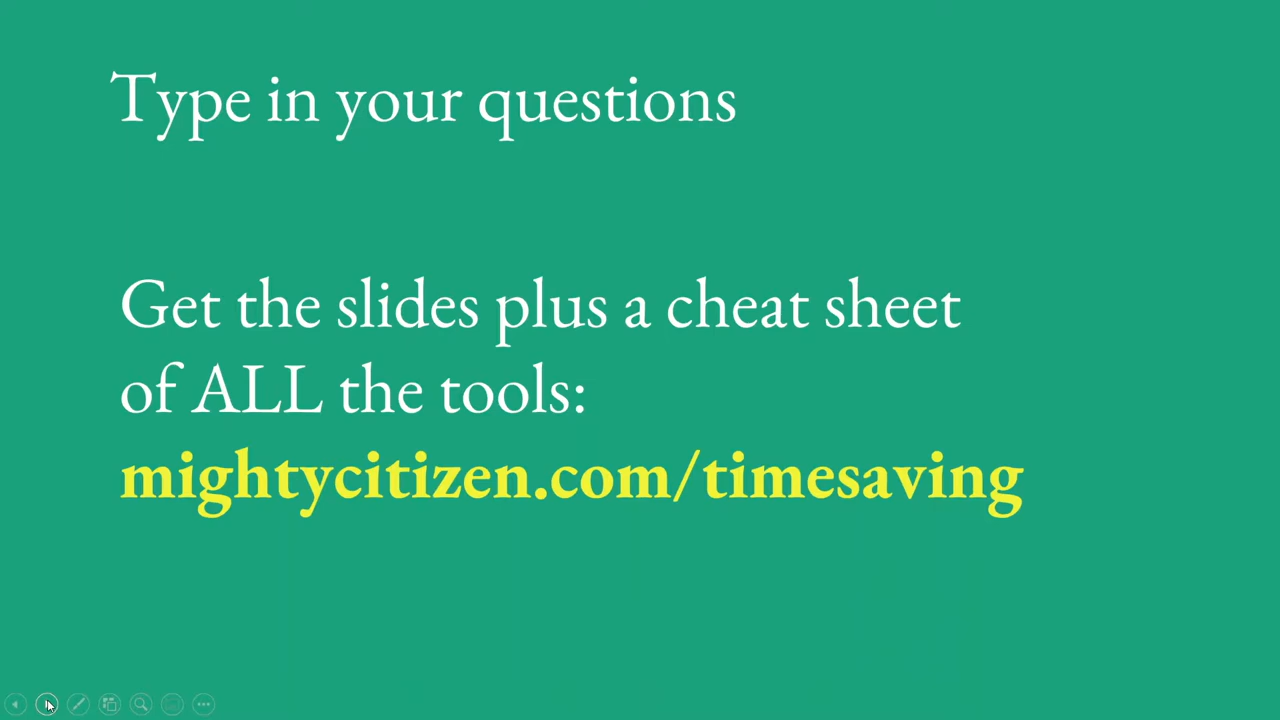 Type in your questions
Get the slides plus a cheat sheet
of ALL the tools:
mightycitizen.com/timesaving